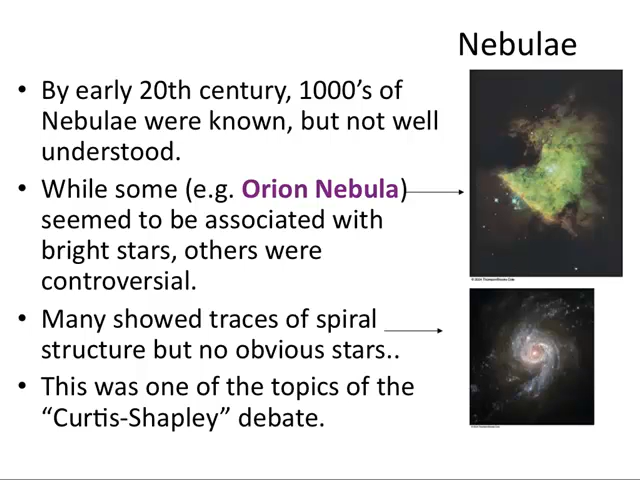 Nebulae
• By early 20th century, 1000’s of
Nebulae were known, but not well
understood.
• While some (e.g. Orion Nebula)
seemed to be associated with
bright stars, others were
controversial.
• Many showed traces of spiral
structure but no obvious stars..
• This was one of the topics of the
“Curtis-Shapley” debate.